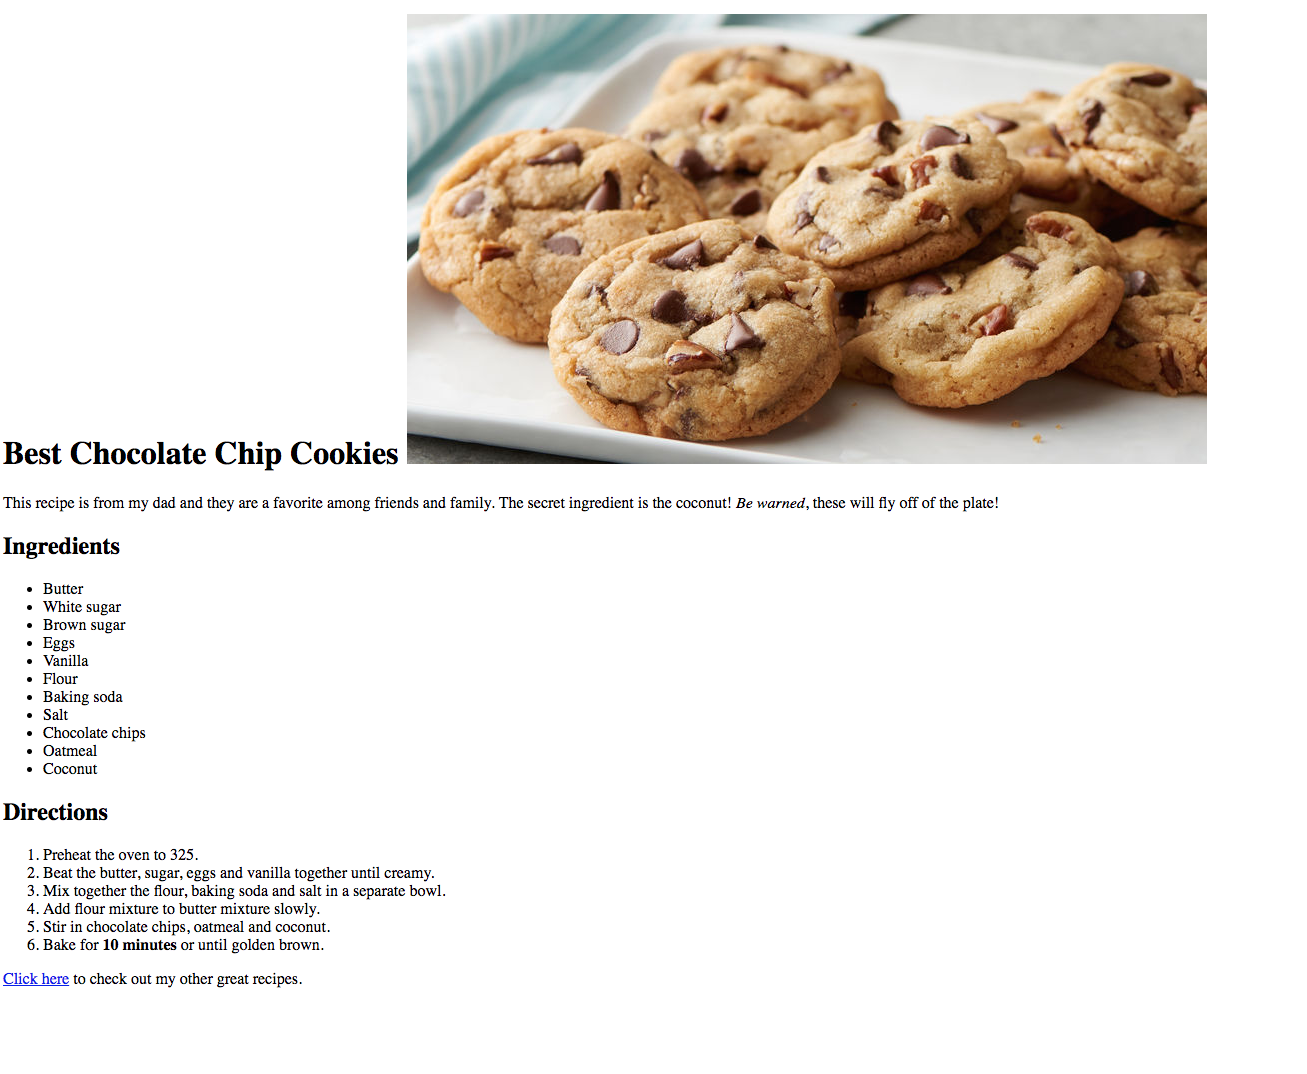 Best Chocolate Chip Cookies
This recipe is from my dad and they are a favorite among friends and family. The secret ingredient is the coconut! Be warned, these will fly off of the plate!
Ingredients
• Butter
• White sugar
• Brown sugar
• Eggs
• Vanilla
• Flour
• Baking soda
• Salt
• Chocolate chips
• Oatmeal
• Coconut
Directions
1. Preheat the oven to 325.
2. Beat the butter, sugar, eggs and vanilla together until creamy.
3. Mix together the flour, baking soda and salt in a separate bowl.
4. Add flour mixture to butter mixture slowly.
5. Stir in chocolate chips, oatmeal and coconut.
6. Bake for 10 minutes or until golden brown.
Click here to check out my other great recipes.